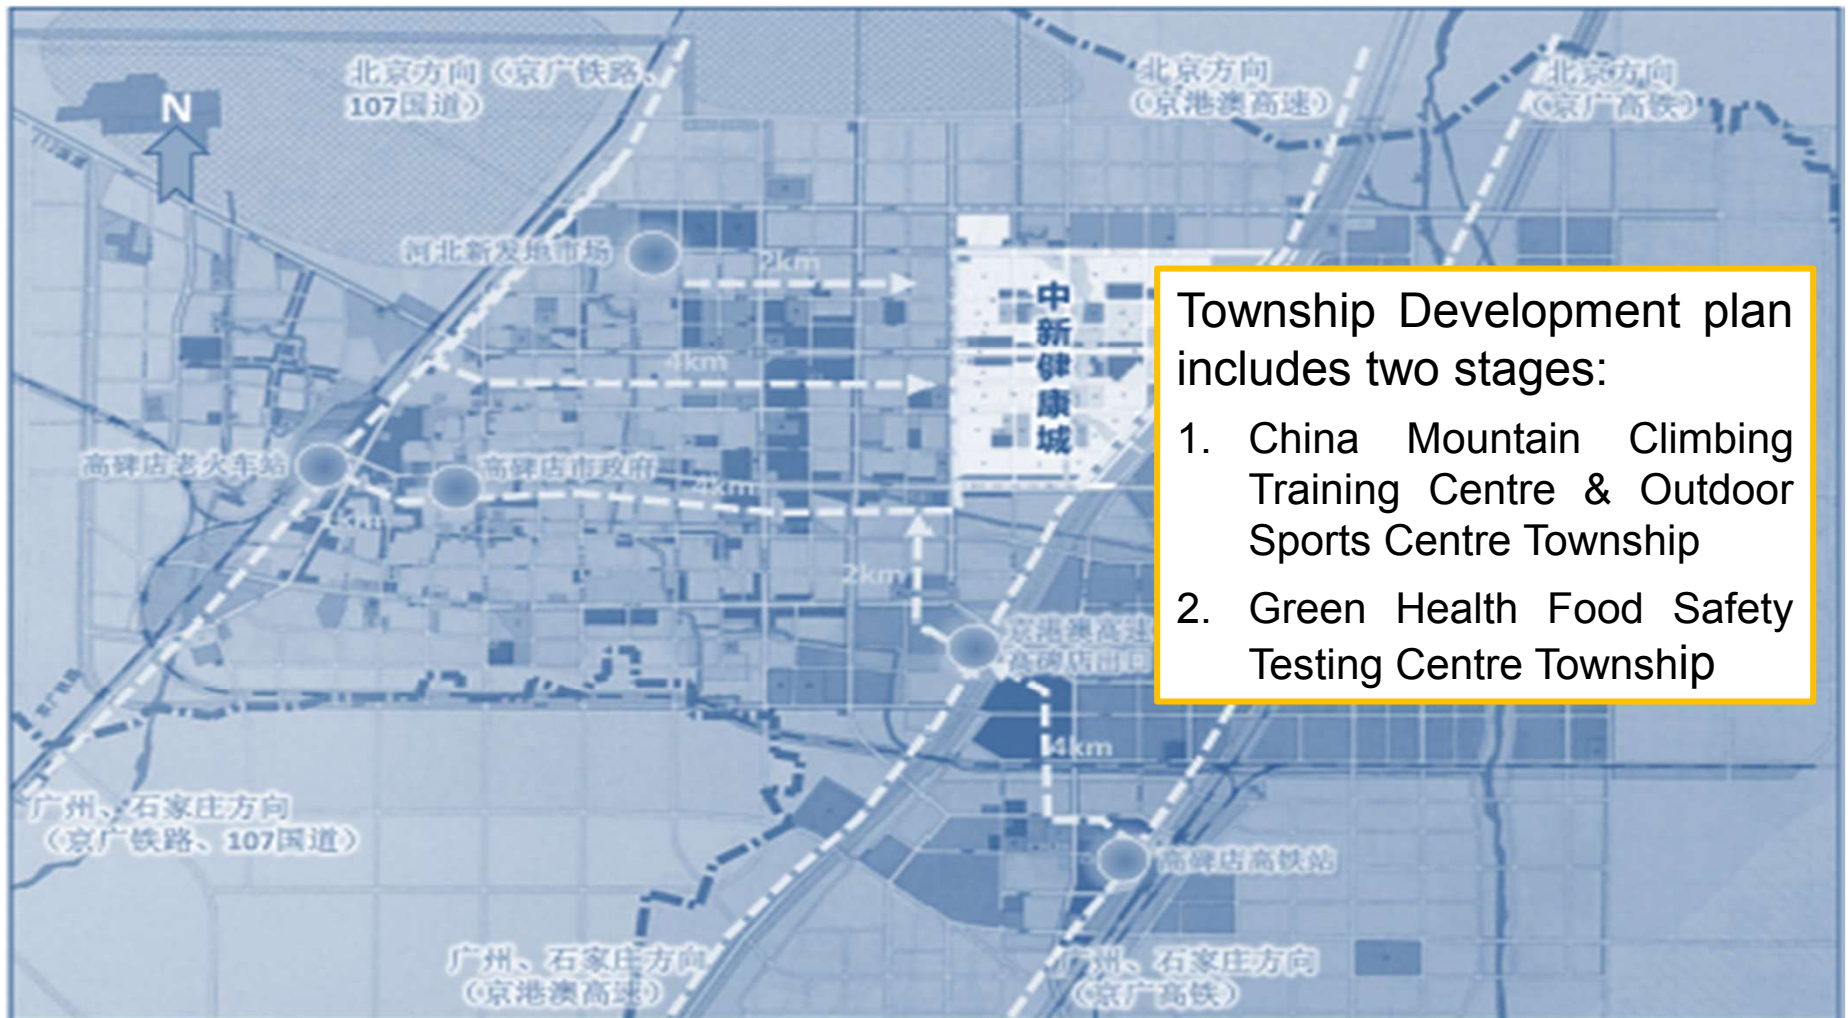 北京方向（京广铁路、
107国道）
北京方向
（京港澳高速）
北京方向
（京广高铁）
N
河北新发地市场
2km
中新健康城
4km
高碑店老火车站
高碑店市政府
4km
1km
2km
京港澳高速
高碑店出口
4km
高碑店高铁站
京广铁路
广州、石家庄方向
（京广铁路、107国道）
广州、石家庄方向
（京港澳高速）
广州、石家庄方向
（京广高铁）
Township Development plan
includes two stages:
1. China Mountain Climbing
Training Centre & Outdoor
Sports Centre Township
2. Green Health Food Safety
Testing Centre Township